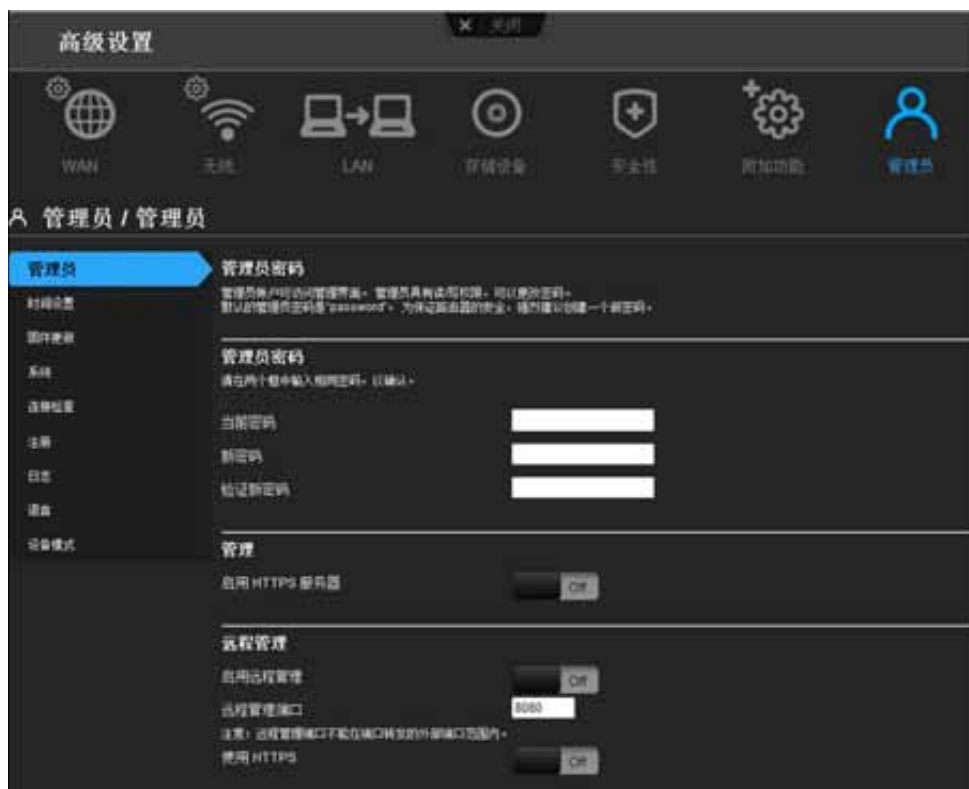 × 关闭
高级设置
WAN
无线
LAN
存储设备
安全性
附加功能
管理员
管理员 / 管理员
管理员
时间设置
固件更新
系统
连接检查
注册
日志
语言
设备模式
管理员密码
管理员帐户可访问管理界面。管理员具有读/写权限,可以更改密码。
默认的管理员密码是“password”。为保证路由器的安全,强烈建议创建一个新密码。
管理员密码
请在两个框中输入相同密码,以确认。
当前密码
新密码
验证新密码
管理
启用 HTTPS 服务器
Off
远程管理
启用远程管理
Off
远程管理端口
8080
注意:远程管理端口不能在端口转发的外部端口范围内。
使用 HTTPS
Off